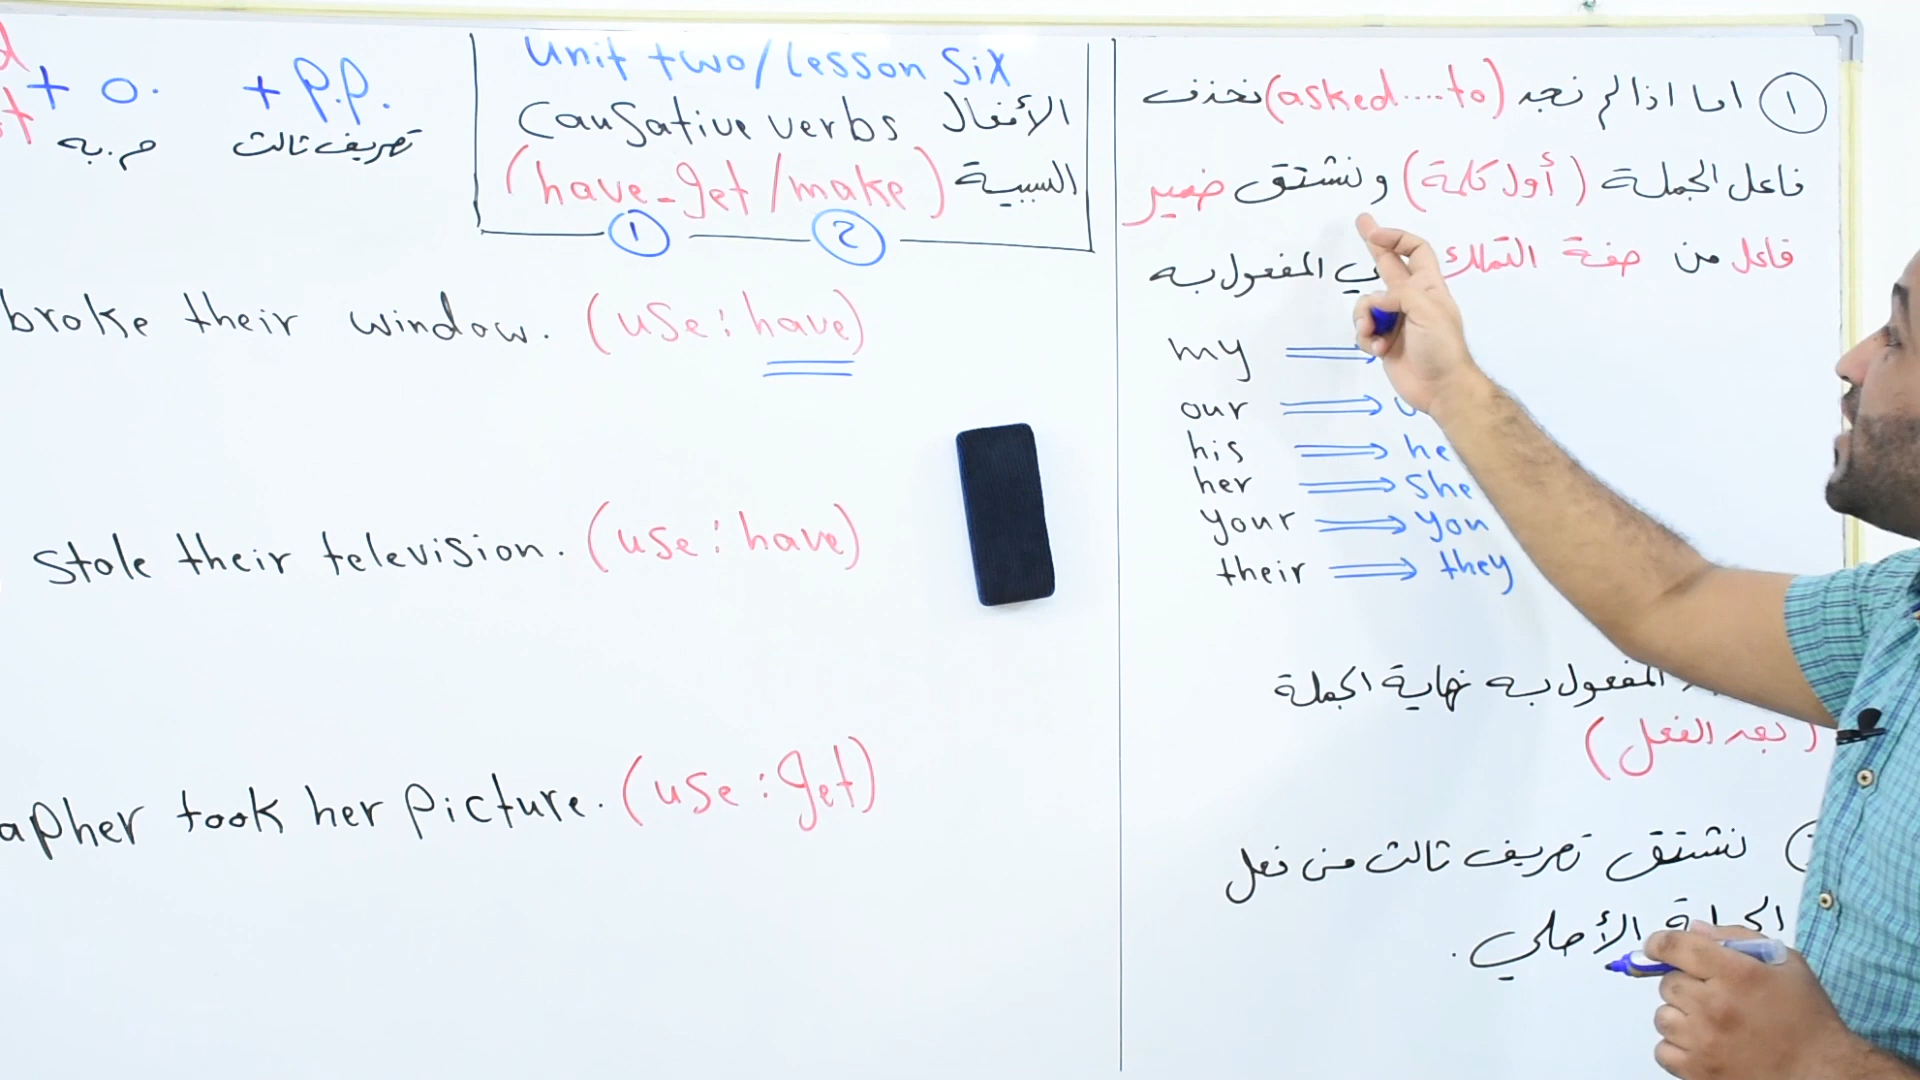 + o. + p.p.
م.به تصريف ثالث
unit two/Lesson Six
Causative verbs الأفعال
(have-get/make) السببية
1 2
broke their window. (use: have)
stole their television. (use: have)
apher took her picture. (use: get)
1 اما اذا لم نجد (asked....to) نحذف
فاعل الجملة (أول كلمة) ونشتق ضمير
فاعل من صفة التملك في المفعول به
my ⟹
our ⟹
his ⟹ he
her ⟹ she
your ⟹ you
their ⟹ they
المفعول به نهاية الجملة
(بعد الفعل)
نشتق تصريف ثالث من فعل
الجملة الأصلي.